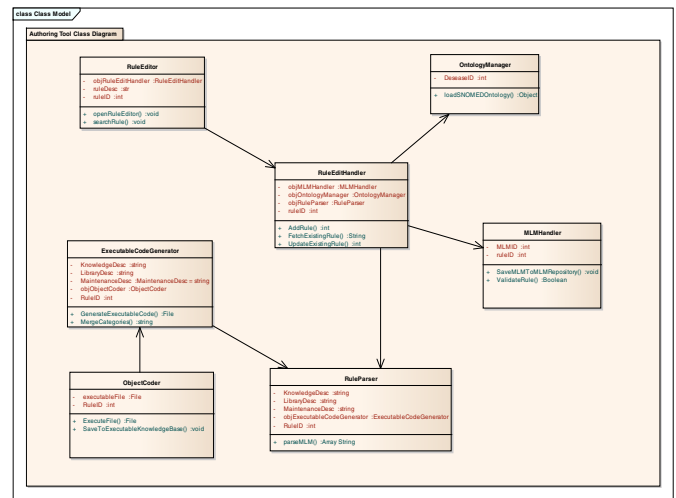 class Class Model
Authoring Tool Class Diagram
RuleEditor
- objRuleEditHandler :RuleEditHandler
- ruleDesc :str
- ruleID :int
+ openRuleEditor() :void
+ searchRule() :void
OntologyManager
- DeseaseID :int
+ loadSNOMEDOntology() :Object
RuleEditHandler
- objMLMHandler :MLMHandler
- objOntologyManager :OntologyManager
- objRuleParser :RuleParser
- ruleID :int
+ AddRule() :int
+ FetchExistingRule() :String
+ UpdateExistingRule() :int
MLMHandler
- MLMID :int
- ruleID :int
+ SaveMLMToMLMRepository() :void
+ ValidateRule() :Boolean
ExecutableCodeGenerator
- KnowledgeDesc :string
- LibraryDesc :string
- MaintenanceDesc :MaintenanceDesc = string
- objObjectCoder :ObjectCoder
- RuleID :int
+ GenerateExecutableCode() :File
+ MergeCategories() :string
ObjectCoder
- executableFile :File
- RuleID :int
+ ExecuteFile() :File
+ SaveToExecutableKnowledgeBase() :void
RuleParser
- KnowledgeDesc :string
- LibraryDesc :string
- MaintenanceDesc :string
- objExecutableCodeGenerator :ExecutableCodeGenerator
- RuleID :int
+ parseMLM() :Array String